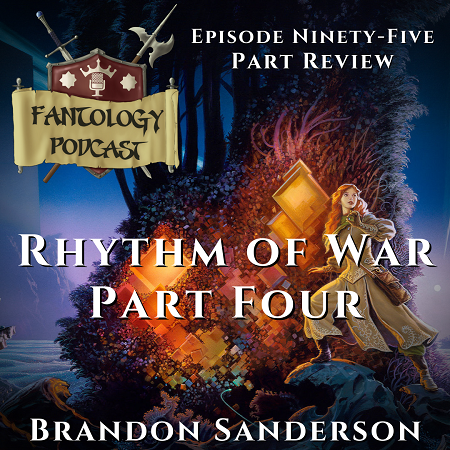 Episode Ninety-Five
Part Review
Fantology
Podcast
Rhythm of War
Part Four
Brandon Sanderson